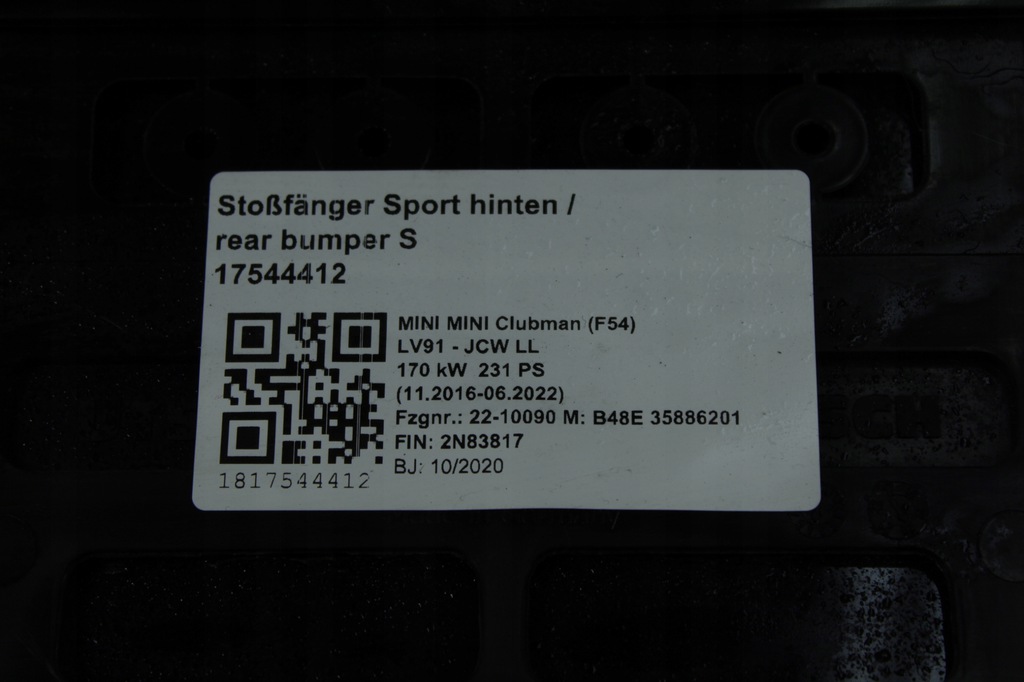 Stoßfänger Sport hinten /
rear bumper S
17544412
MINI MINI Clubman (F54)
LV91 - JCW LL
170 kW 231 PS
(11.2016-06.2022)
Fzgnr.: 22-10090 M: B48E 35886201
FIN: 2N83817
BJ: 10/2020
1817544412